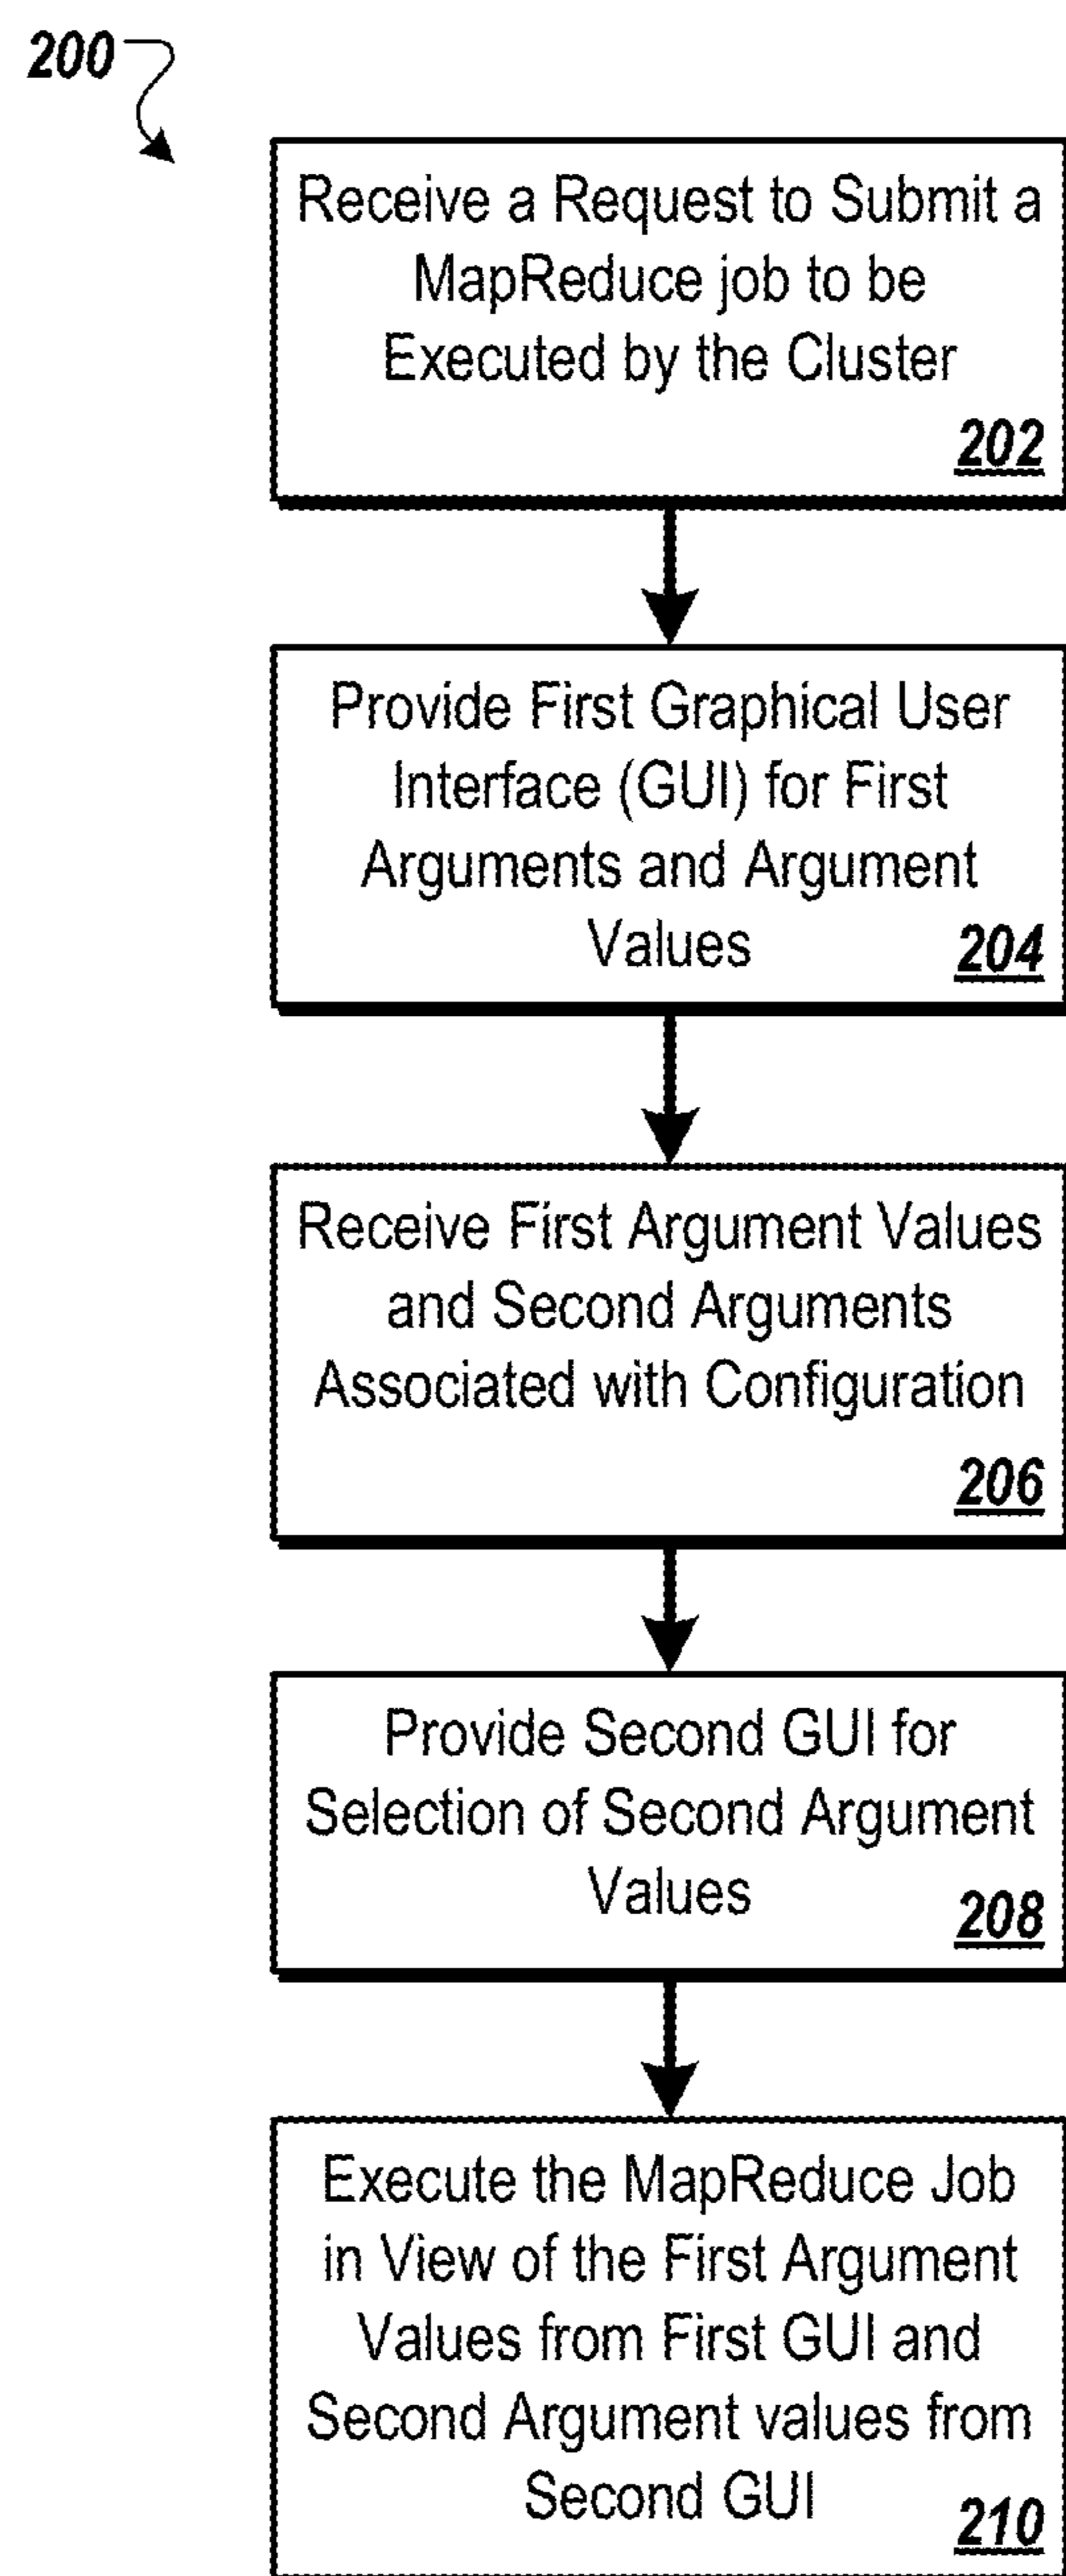 200
Receive a Request to Submit a
MapReduce job to be
Executed by the Cluster
202
Provide First Graphical User
Interface (GUI) for First
Arguments and Argument
Values
204
Receive First Argument Values
and Second Arguments
Associated with Configuration
206
Provide Second GUI for
Selection of Second Argument
Values
208
Execute the MapReduce Job
in View of the First Argument
Values from First GUI and
Second Argument values from
Second GUI
210